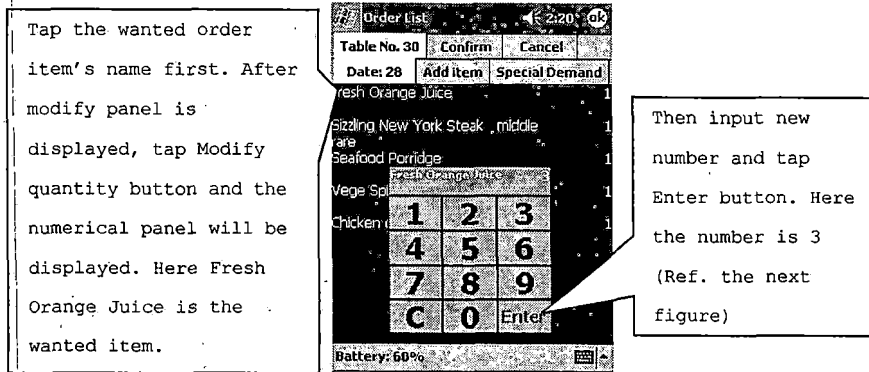 Tap the wanted order
item's name first. After
modify panel is
displayed, tap Modify
quantity button and the
numerical panel will be
displayed. Here Fresh
Orange Juice is the
wanted item.
Order List 2:20 ok
Table No. 30 Confirm Cancel
Date: 28 Add item Special Demand
Fresh Orange Juice 1
Sizzling New York Steak middle 1
rare
Seafood Porridge 1
Fresh Orange Juice 3
Vege Spi 1
Chicken 1
1 2 3
4 5 6
7 8 9
C 0 Enter
Battery: 60%
Then input new
number and tap
Enter button. Here
the number is 3
(Ref. the next
figure)